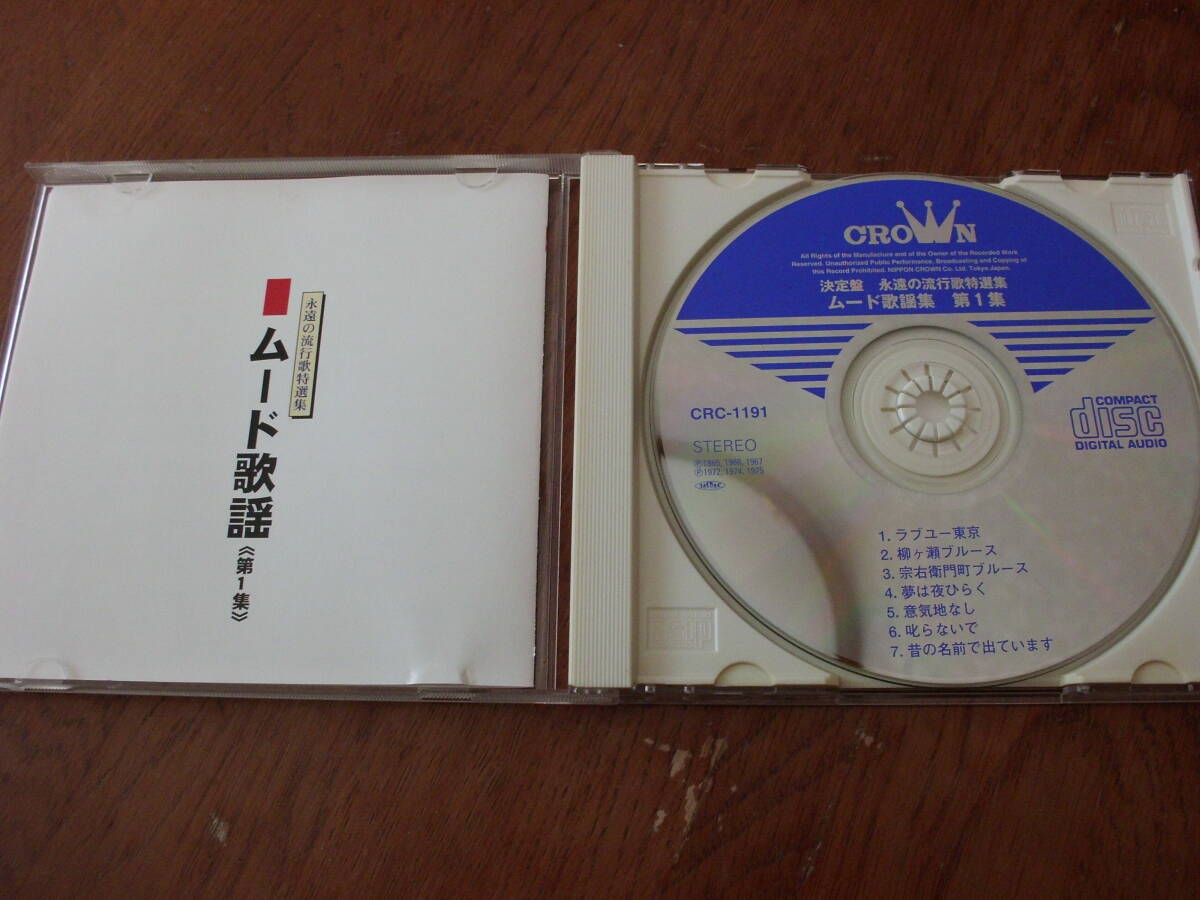 永遠の流行歌特選集
ムード歌謡《第1集》
CROWN
All Rights of the Manufacture and of the Owner of the Recorded Work
Reserved. Unauthorized Public Performance, Broadcasting and Copying of
this Record Prohibited. NIPPON CROWN Co. Ltd. Tokyo, Japan.
決定盤 永遠の流行歌特選集
ムード歌謡集 第1集
CRC-1191
STEREO
Ⓟ1965, 1966, 1967
Ⓟ1972, 1974, 1975
COMPACT
disc
DIGITAL AUDIO
1. ラブユー東京
2. 柳ヶ瀬ブルース
3. 宗右衛門町ブルース
4. 夢は夜ひらく
5. 意気地なし
6. 叱らないで
7. 昔の名前で出ています